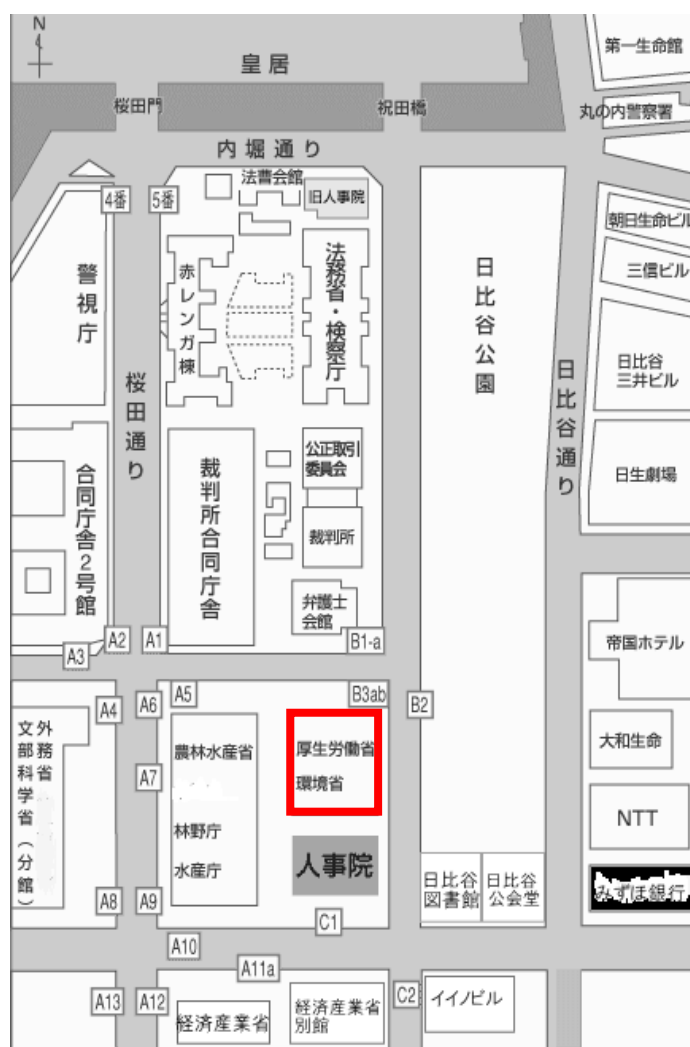 N
皇居
第一生命館
桜田門
祝田橋
丸の内警察署
内堀通り
4番
5番
法曹会館
旧人事院
朝日生命ビル
三信ビル
警視庁
赤レンガ棟
法務省・検察庁
日比谷公園
日比谷
三井ビル
桜田通り
日比谷通り
合同庁舎2号館
裁判所合同庁舎
公正取引
委員会
日生劇場
裁判所
弁護士
会館
A3
A2
A1
B1-a
帝国ホテル
A4
A6
A5
B3ab
B2
外務省
文部科学省(分館)
農林水産省
厚生労働省
環境省
大和生命
A7
林野庁
水産庁
人事院
NTT
日比谷
図書館
日比谷
公会堂
みずほ銀行
A8
A9
C1
A10
A11a
A13
A12
経済産業省
経済産業省
別館
C2
イイノビル